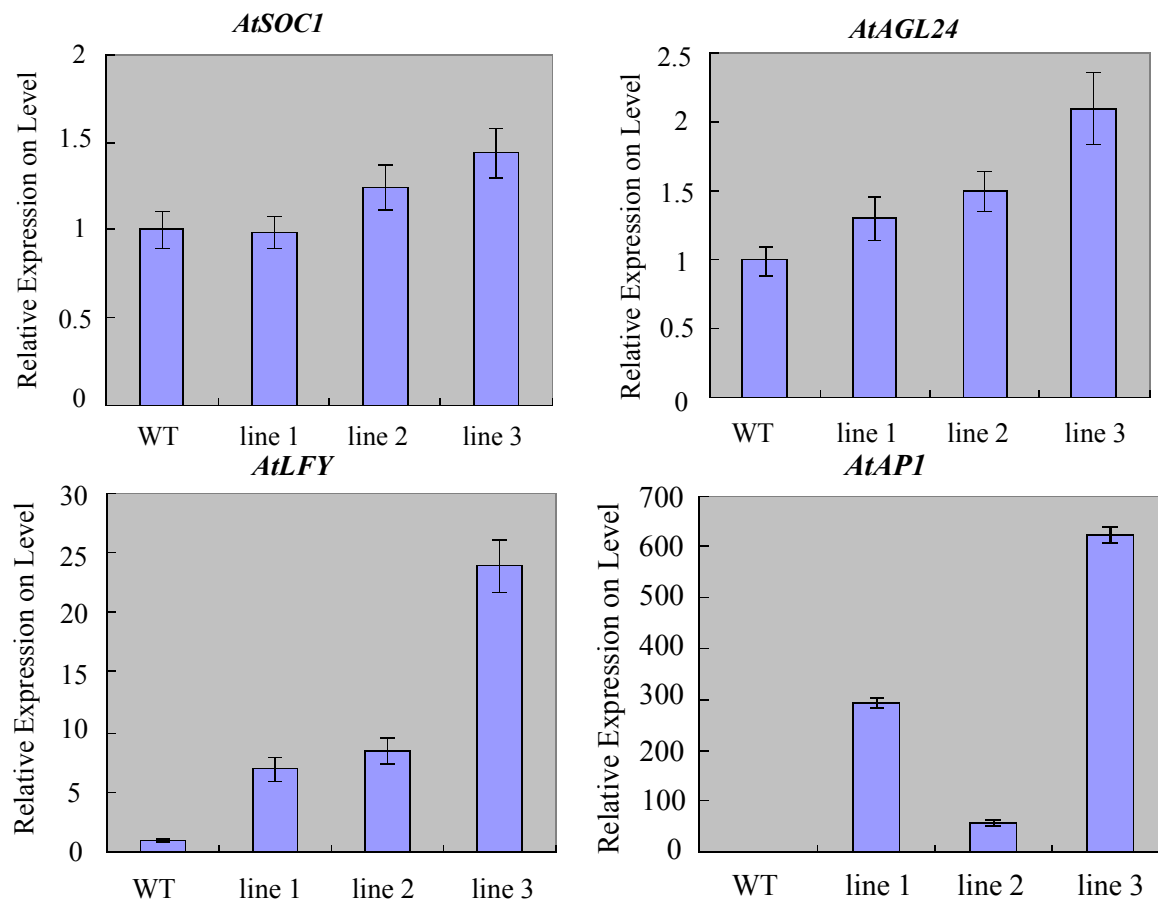 AtSOC1
Relative Expression on Level
2
1.5
1
0.5
0
WT line 1 line 2 line 3
AtAGL24
Relative Expression on Level
2.5
2
1.5
1
0.5
0
WT line 1 line 2 line 3
AtLFY
Relative Expression on Level
30
25
20
15
10
5
0
WT line 1 line 2 line 3
AtAP1
Relative Expression on Level
700
600
500
400
300
200
100
0
WT line 1 line 2 line 3